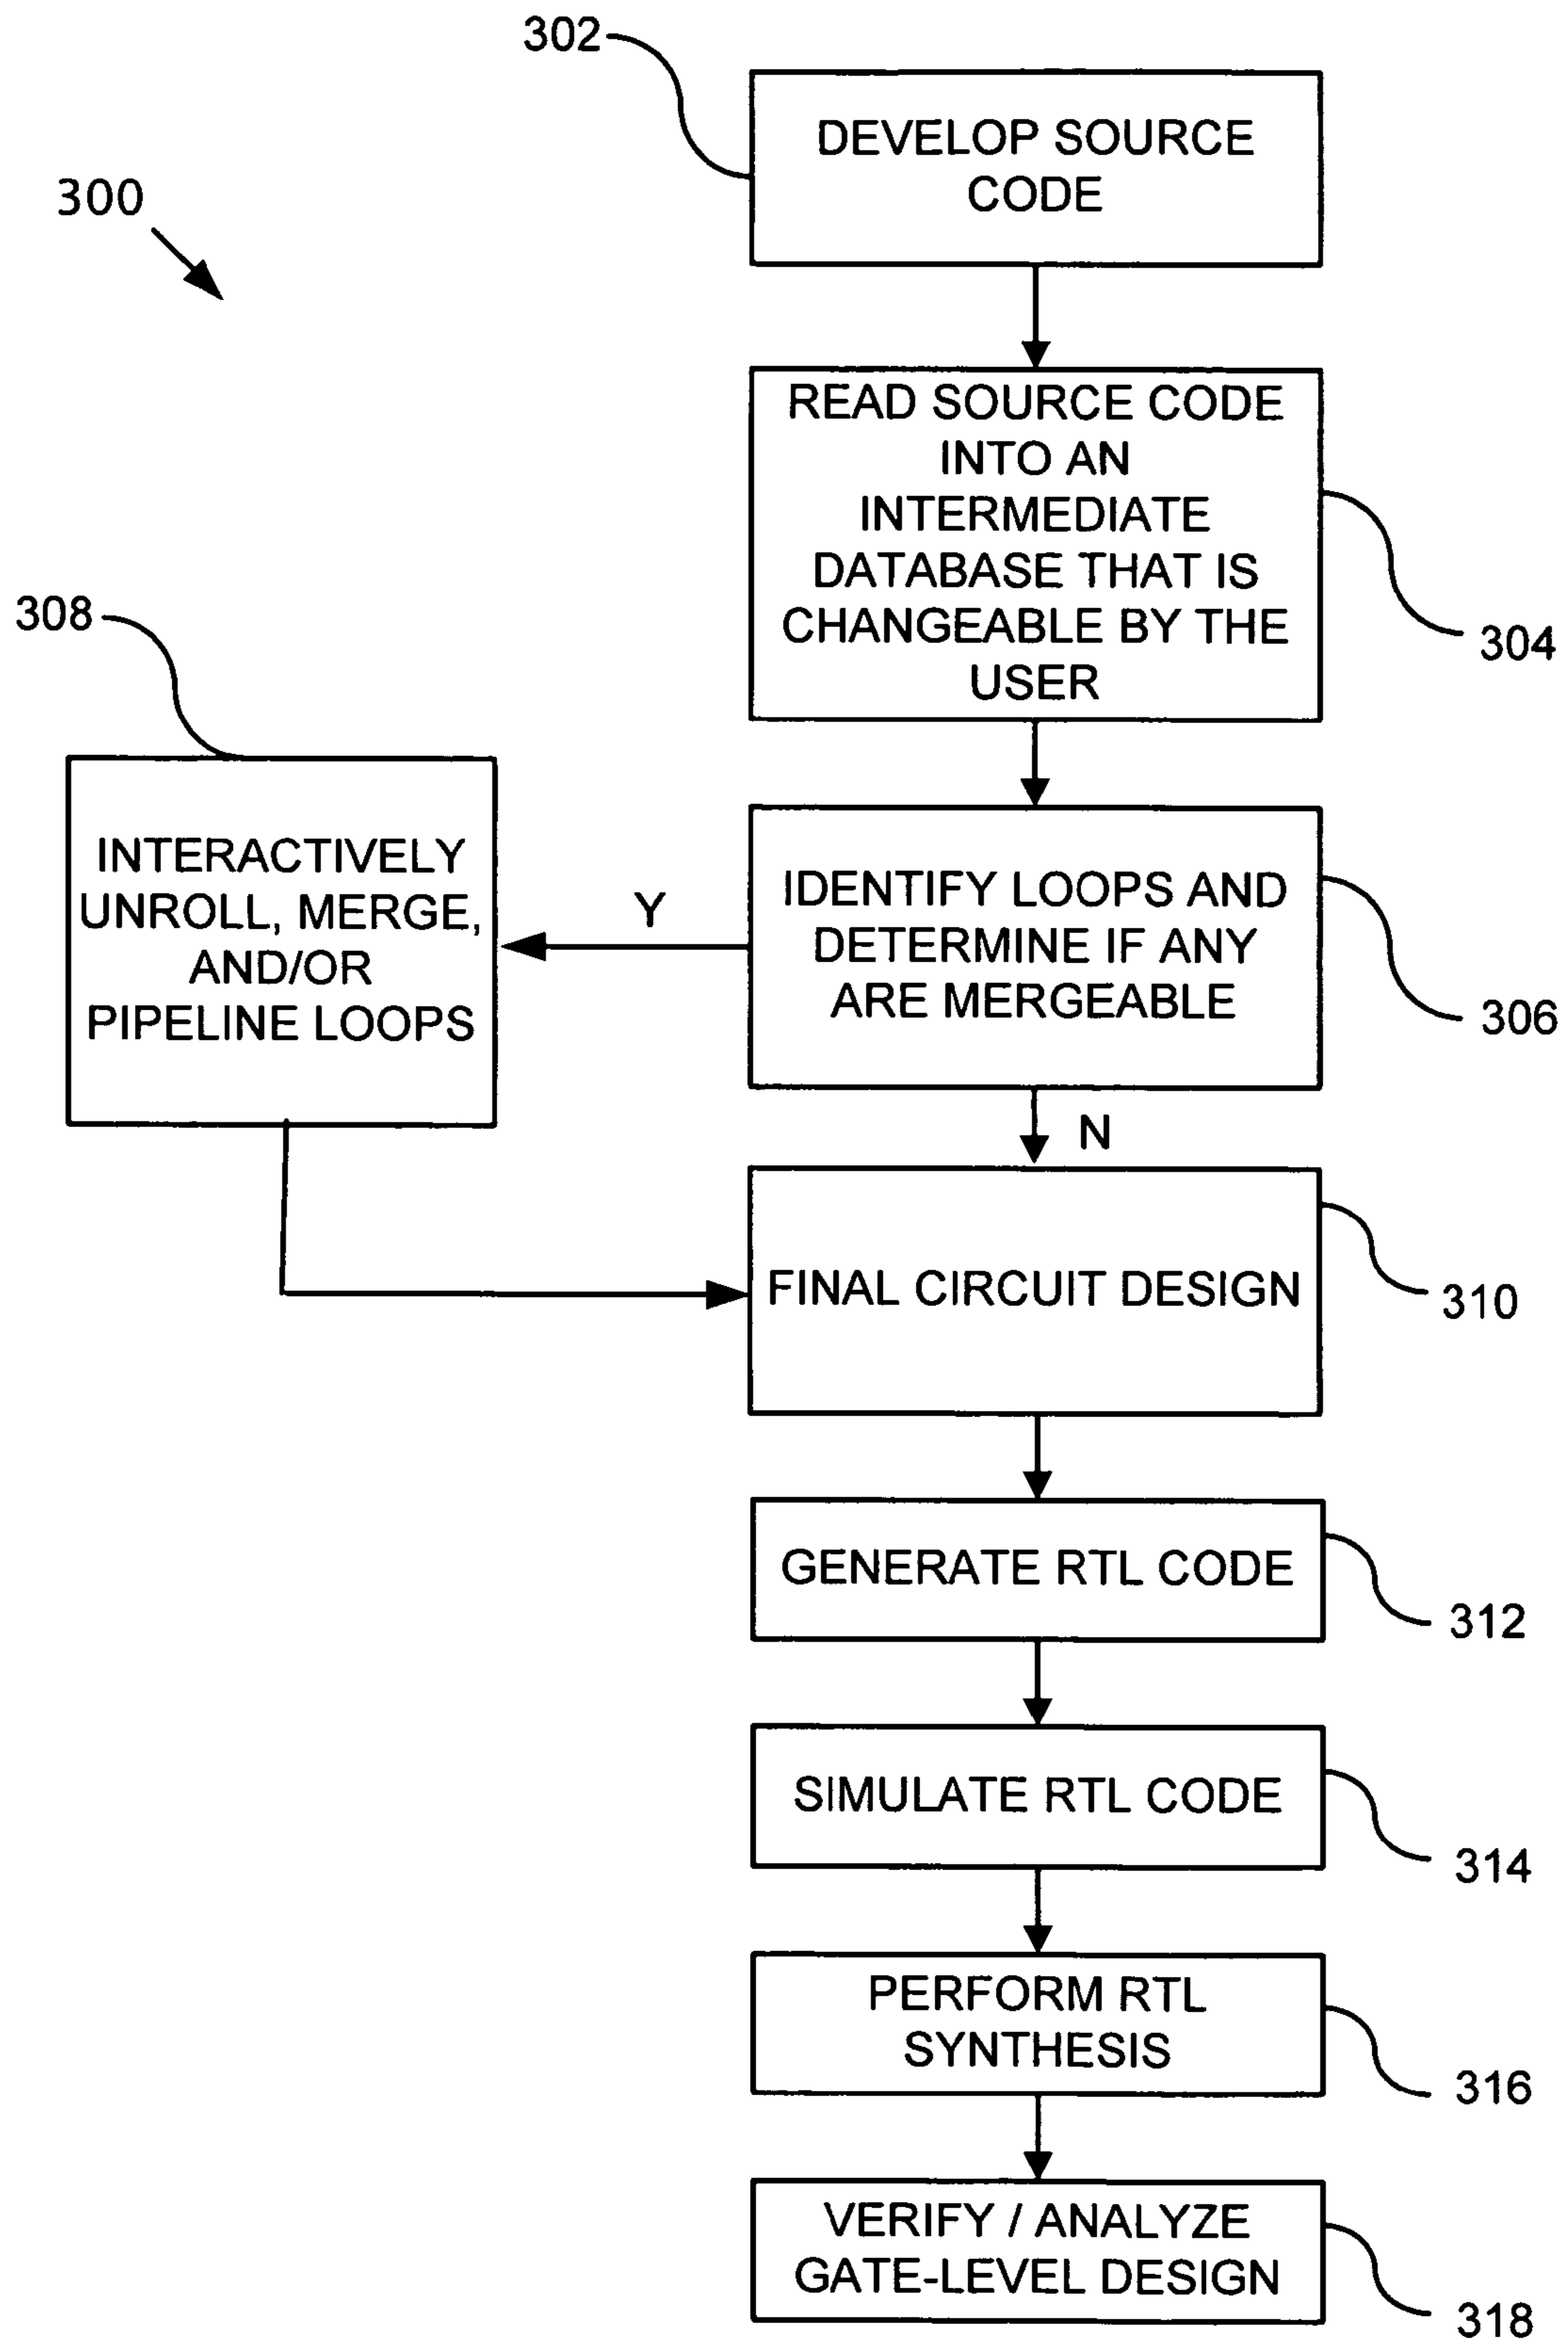 302
DEVELOP SOURCE
CODE
300
READ SOURCE CODE
INTO AN
INTERMEDIATE
DATABASE THAT IS
CHANGEABLE BY THE
USER
304
308
INTERACTIVELY
UNROLL, MERGE,
AND/OR
PIPELINE LOOPS
Y
IDENTIFY LOOPS AND
DETERMINE IF ANY
ARE MERGEABLE
306
N
FINAL CIRCUIT DESIGN
310
GENERATE RTL CODE
312
SIMULATE RTL CODE
314
PERFORM RTL
SYNTHESIS
316
VERIFY / ANALYZE
GATE-LEVEL DESIGN
318